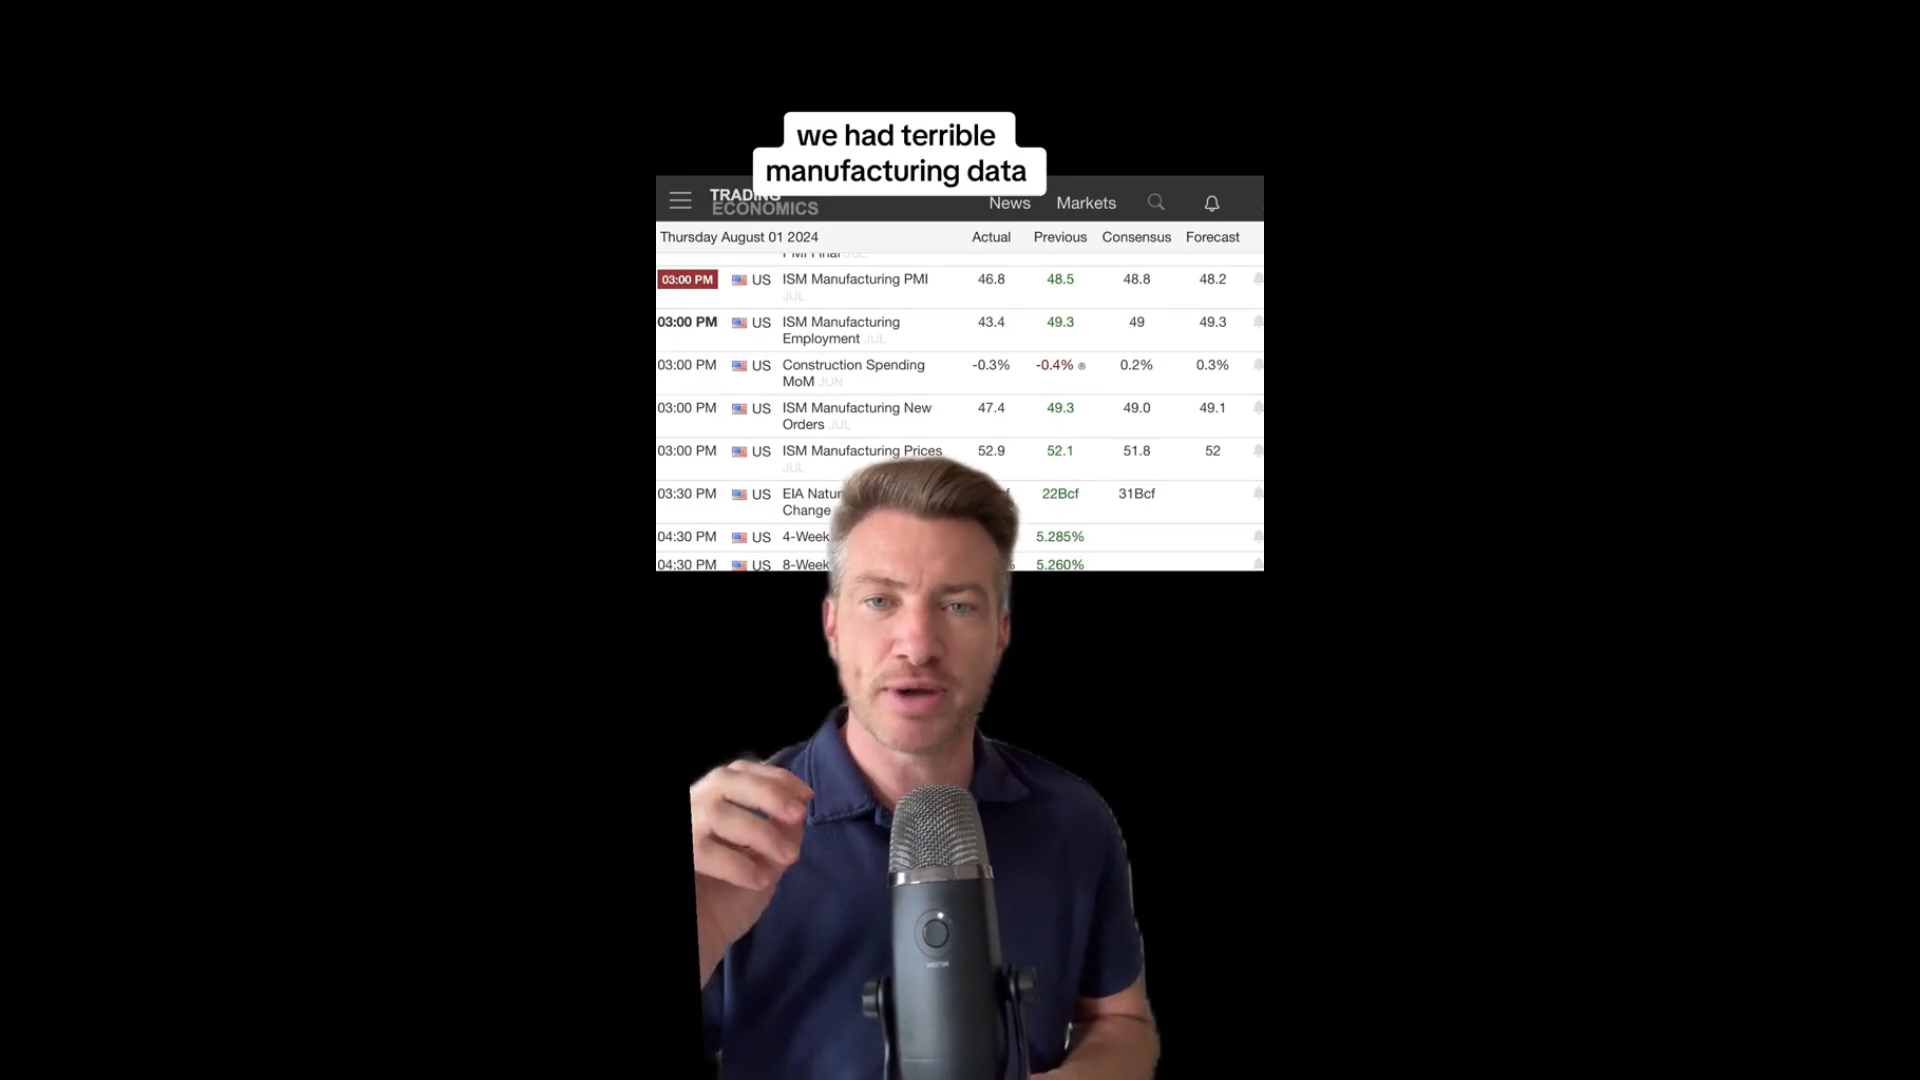 we had terrible
manufacturing data
TRADING
ECONOMICS
News Markets
Thursday August 01 2024 Actual Previous Consensus Forecast
PMI Final JUL
03:00 PM US ISM Manufacturing PMI 46.8 48.5 48.8 48.2
JUL
03:00 PM US ISM Manufacturing 43.4 49.3 49 49.3
Employment JUL
03:00 PM US Construction Spending -0.3% -0.4% ® 0.2% 0.3%
MoM JUN
03:00 PM US ISM Manufacturing New 47.4 49.3 49.0 49.1
Orders JUL
03:00 PM US ISM Manufacturing Prices 52.9 52.1 51.8 52
JUL
03:30 PM US EIA 22Bcf 31Bcf
Change
04:30 PM US 4-Week 5.285%
04:30 PM US 8-Week 5.260%